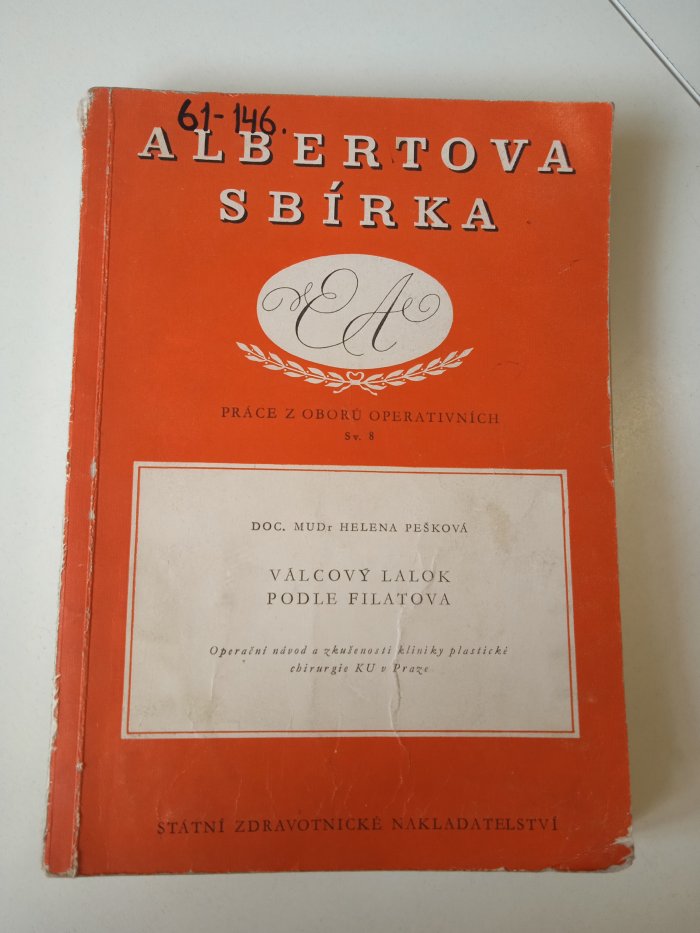 61-146.
ALBERTOVA
SBÍRKA
EA
PRÁCE Z OBORŮ OPERATIVNÍCH
Sv. 8
DOC. MUDr HELENA PEŠKOVÁ
VÁLCOVÝ LALOK
PODLE FILATOVA
Operační návod a zkušenosti kliniky plastické
chirurgie KU v Praze
STÁTNÍ ZDRAVOTNICKÉ NAKLADATELSTVÍ